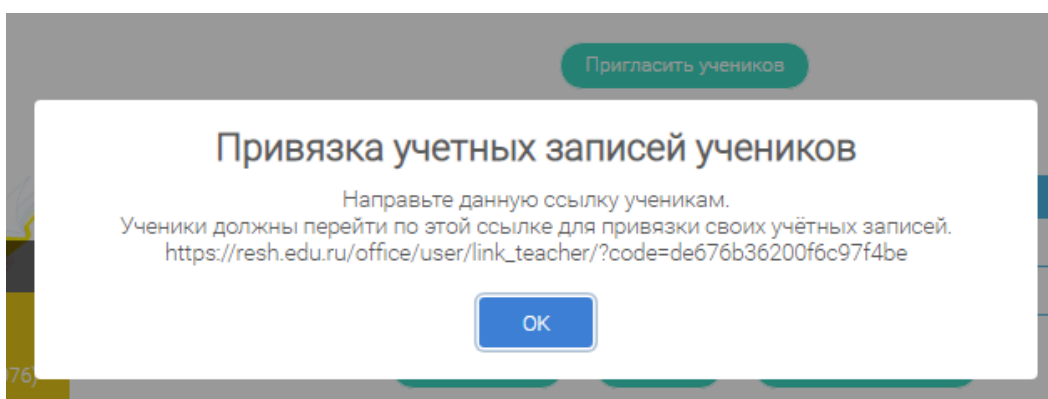 Пригласить учеников
Привязка учетных записей учеников
Направьте данную ссылку ученикам.
Ученики должны перейти по этой ссылке для привязки своих учётных записей.
https://resh.edu.ru/office/user/link_teacher/?code=de676b36200f6c97f4be
OK
76)